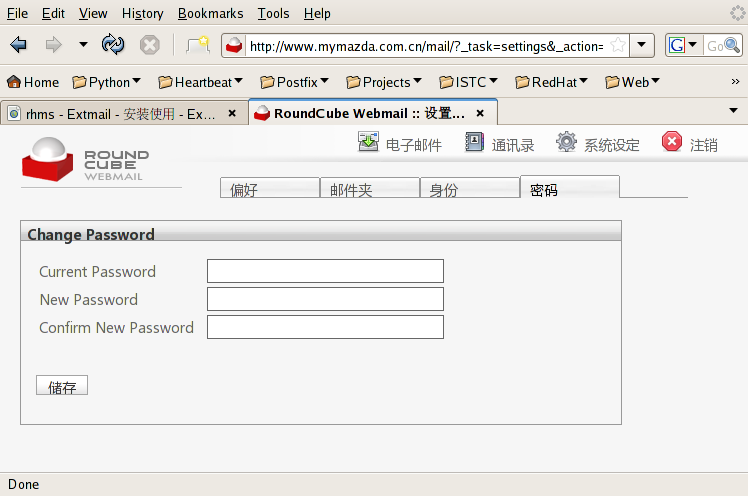 File Edit View History Bookmarks Tools Help
http://www.mymazda.com.cn/mail/?_task=settings&_action= G Go
Home Python Heartbeat Postfix Projects ISTC RedHat Web »
rhms - Extmail - 安装使用 - Ex... RoundCube Webmail :: 设置...
ROUND CUBE WEBMAIL
电子邮件 通讯录 系统设定 注销
偏好 邮件夹 身份 密码
Change Password
Current Password
New Password
Confirm New Password
储存
Done